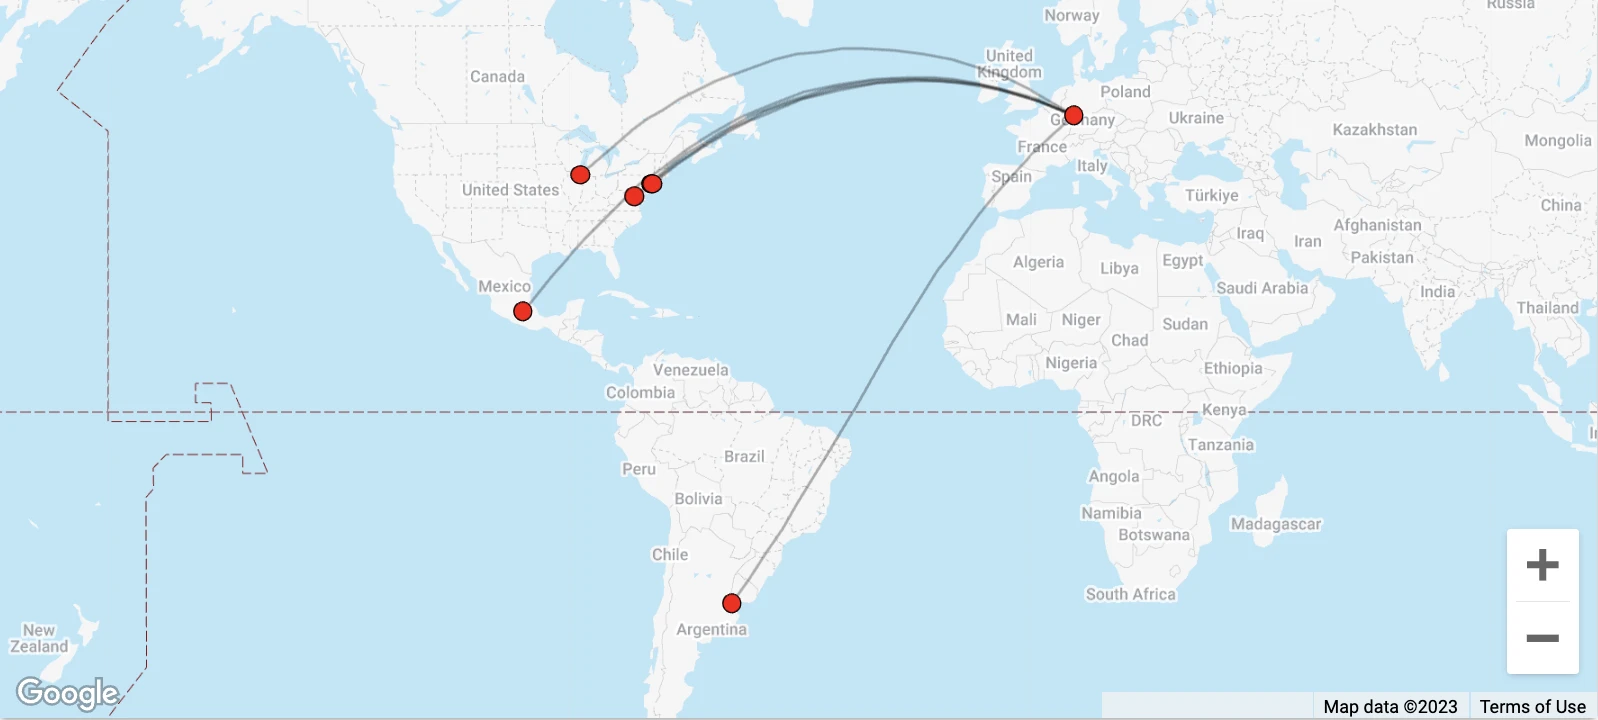 Russia
Norway
United
Kingdom
Canada
Poland
Germany
Ukraine
Kazakhstan
Mongolia
France
Italy
Spain
United States
Türkiye
China
Afghanistan
Iraq
Iran
Pakistan
Algeria
Libya
Egypt
Mexico
Saudi Arabia
India
Thailand
Mali
Niger
Sudan
Chad
Nigeria
Ethiopia
Venezuela
Colombia
Kenya
DRC
Tanzania
Brazil
Peru
Angola
Bolivia
Namibia
Madagascar
Botswana
Chile
South Africa
Argentina
New
Zealand
Google
Map data ©2023
Terms of Use